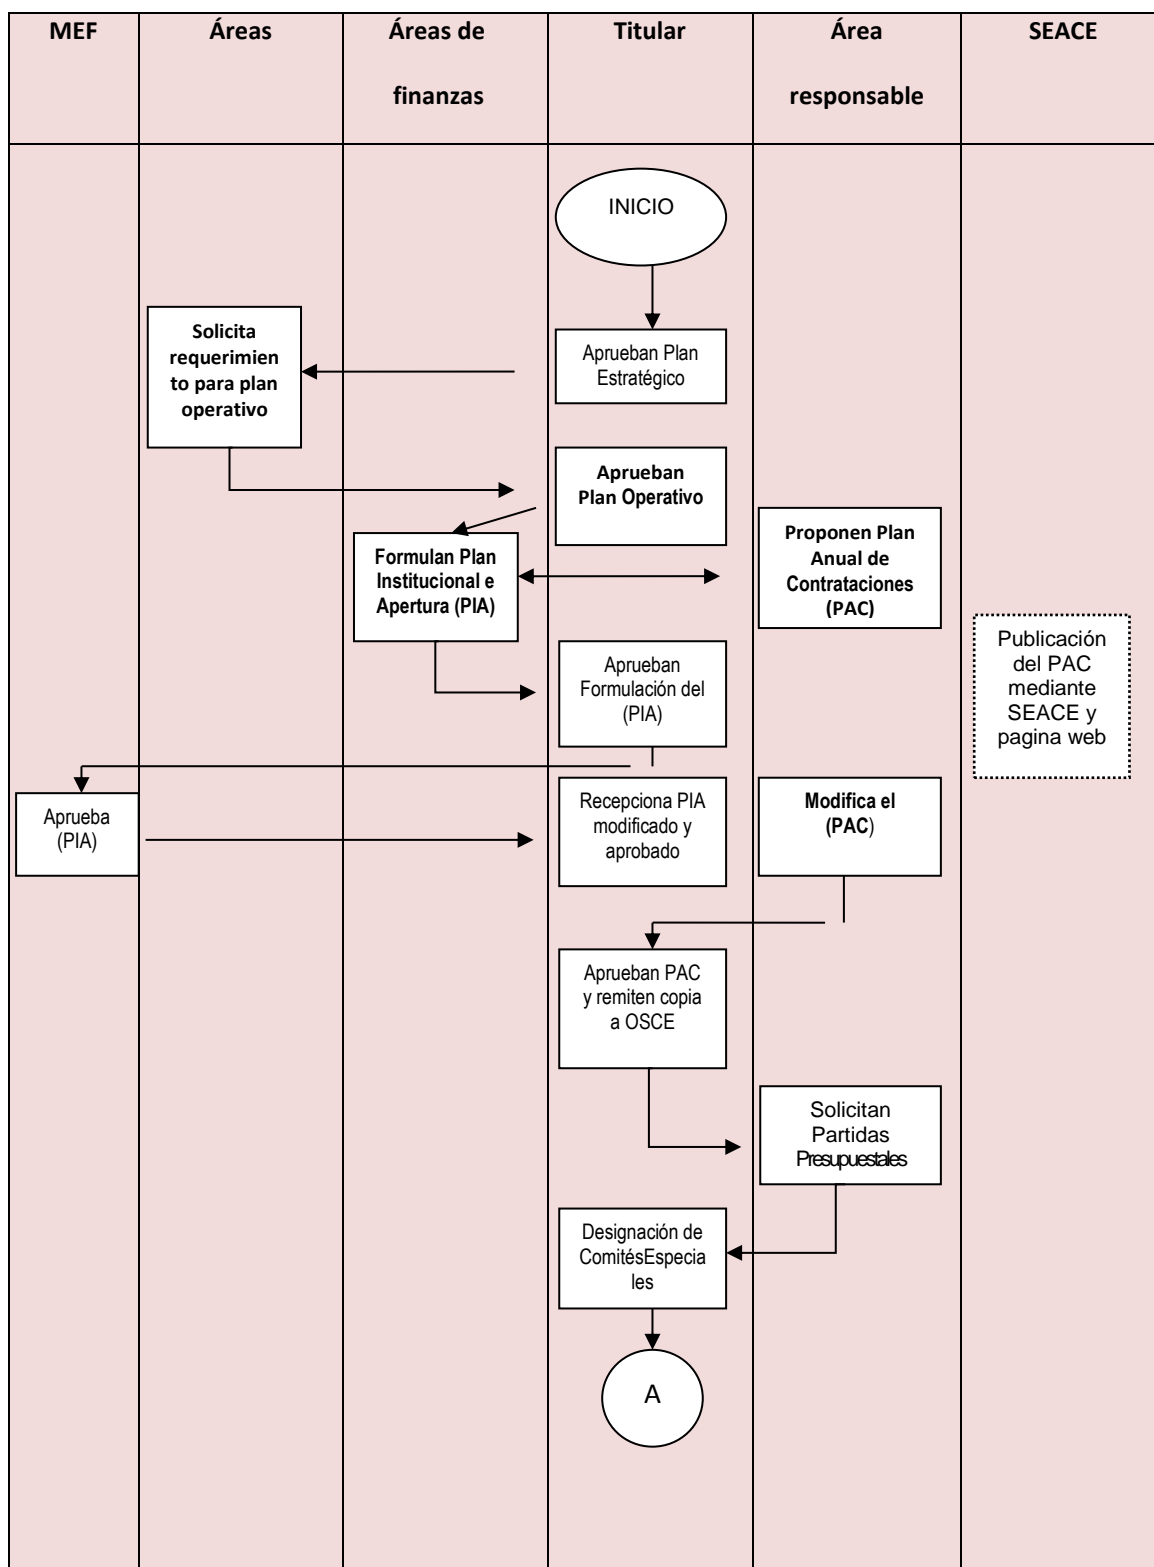 MEF
Áreas
Áreas de
finanzas
Titular
Área
responsable
SEACE
INICIO
Solicita
requerimien
to para plan
operativo
Aprueban Plan
Estratégico
Aprueban
Plan Operativo
Formulan Plan
Institucional e
Apertura (PIA)
Proponen Plan
Anual de
Contrataciones
(PAC)
Publicación
del PAC
mediante
SEACE y
pagina web
Aprueban
Formulación del
(PIA)
Aprueba
(PIA)
Recepciona PIA
modificado y
aprobado
Modifica el
(PAC)
Aprueban PAC
y remiten copia
a OSCE
Solicitan
Partidas
Presupuestales
Designación de
ComitésEspecia
les
A